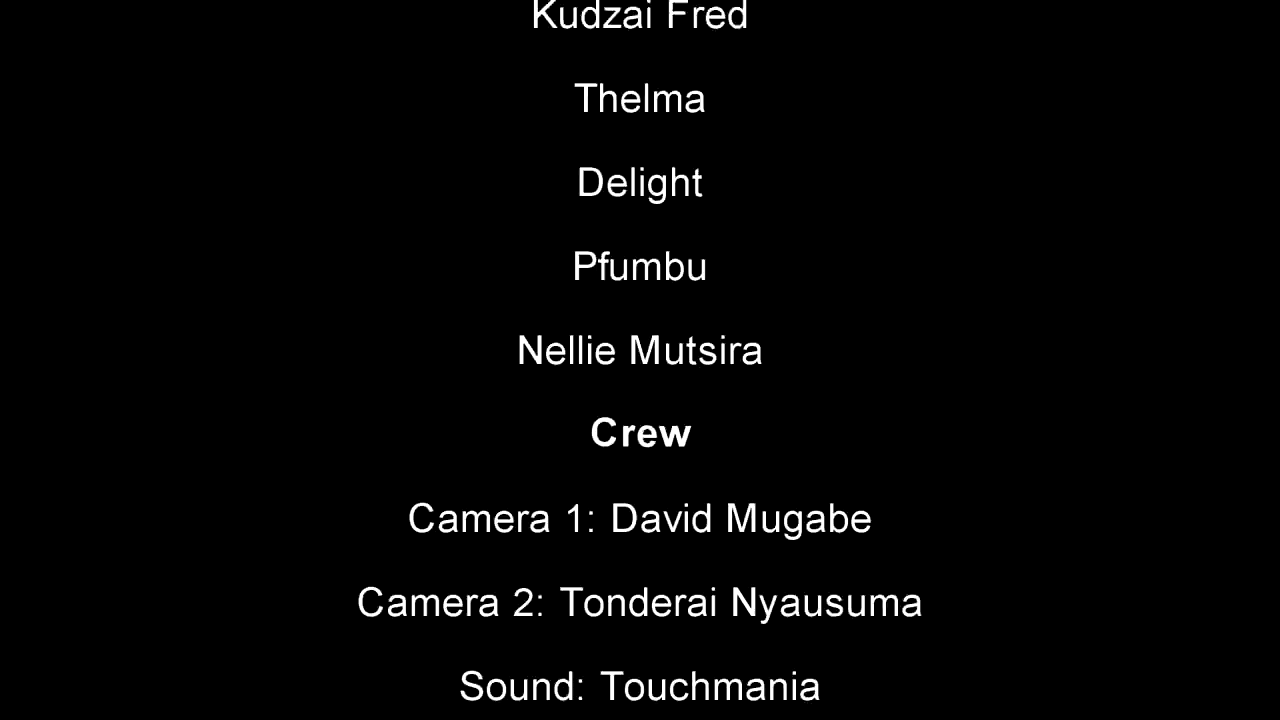 Kudzai Fred
Thelma
Delight
Pfumbu
Nellie Mutsira
Crew
Camera 1: David Mugabe
Camera 2: Tonderai Nyausuma
Sound: Touchmania